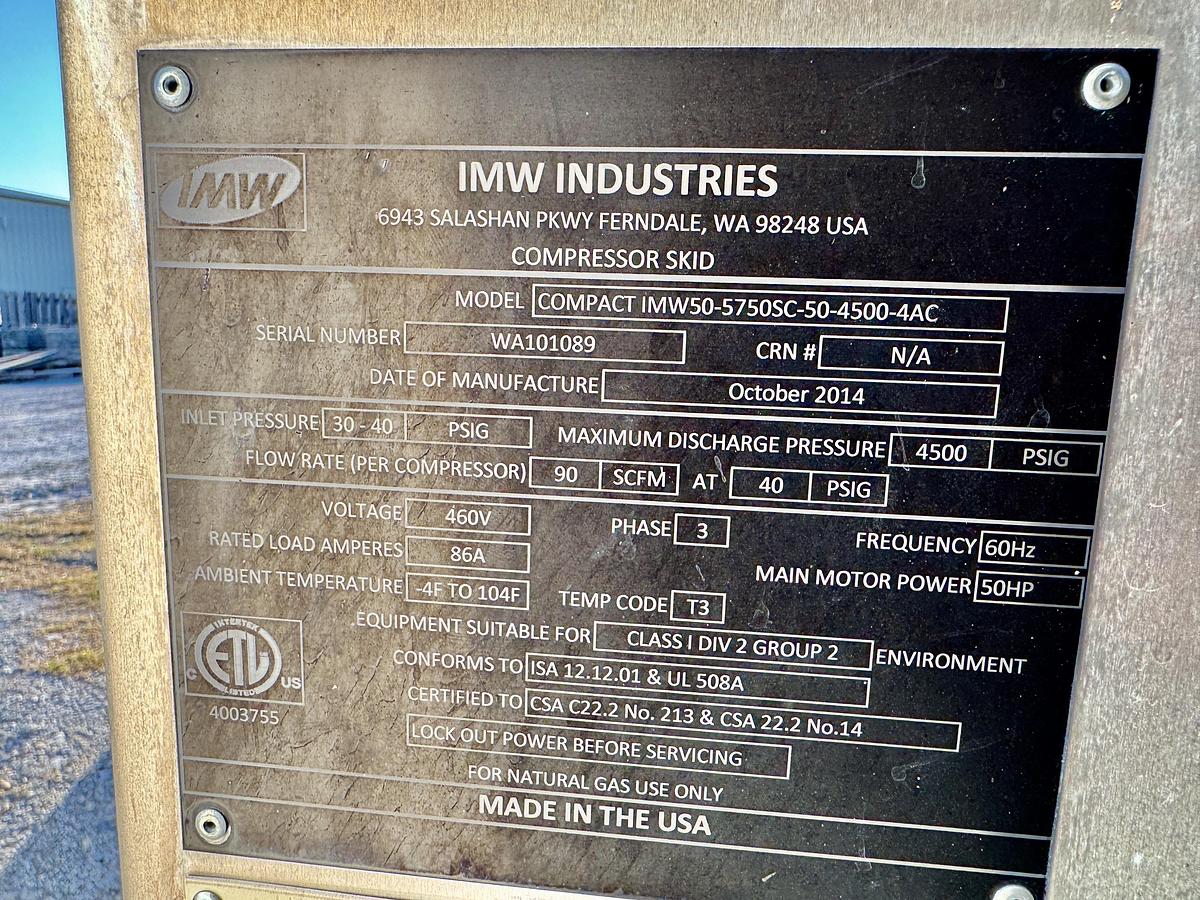 IMW
IMW INDUSTRIES
6943 SALASHAN PKWY FERNDALE, WA 98248 USA
COMPRESSOR SKID
MODEL COMPACT IMW50-5750SC-50-4500-4AC
SERIAL NUMBER WA101089 CRN # N/A
DATE OF MANUFACTURE October 2014
INLET PRESSURE 30 - 40 PSIG MAXIMUM DISCHARGE PRESSURE 4500 PSIG
FLOW RATE (PER COMPRESSOR) 90 SCFM AT 40 PSIG
VOLTAGE 460V PHASE 3 FREQUENCY 60Hz
RATED LOAD AMPERES 86A MAIN MOTOR POWER 50HP
AMBIENT TEMPERATURE -4F TO 104F TEMP CODE T3
EQUIPMENT SUITABLE FOR CLASS I DIV 2 GROUP 2 ENVIRONMENT
CONFORMS TO ISA 12.12.01 & UL 508A
CERTIFIED TO CSA C22.2 No. 213 & CSA 22.2 No.14
INTERTEK
ETL
C LISTED US
4003755
LOCK OUT POWER BEFORE SERVICING
FOR NATURAL GAS USE ONLY
MADE IN THE USA